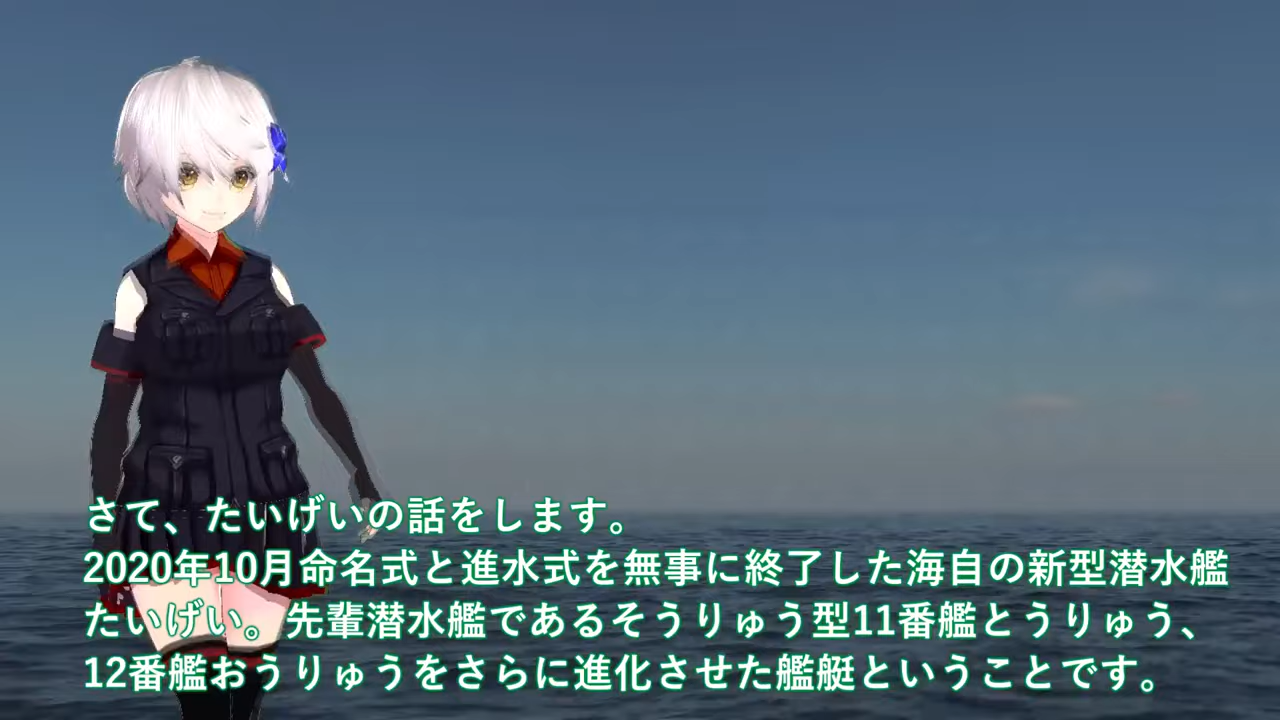 さて、たいげいの話をします。
2020年10月命名式と進水式を無事に終了した海自の新型潜水艦
たいげい。先輩潜水艦であるそうりゅう型11番艦とうりゅう、
12番艦おうりゅうをさらに進化させた艦艇ということです。